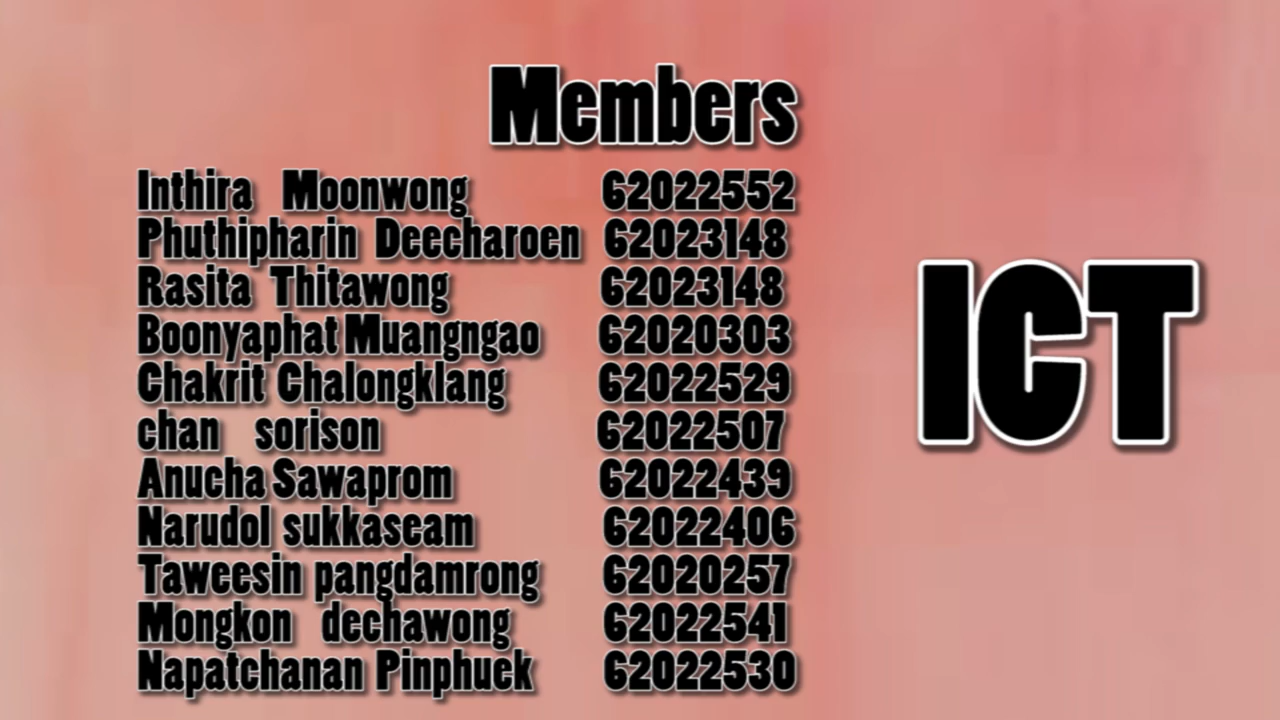 Members
Inthira Moonwong 62022552
Phuthipharin Deecharoen 62023148
Rasita Thitawong 62023148
Boonyaphat Muangngao 62020303
Chakrit Chalongklang 62022529
chan sorison 62022507
Anucha Sawaprom 62022439
Narudol sukkaseam 62022406
Taweesin pangdamrong 62020257
Mongkon dechawong 62022541
Napatchanan Pinphuek 62022530
ICT